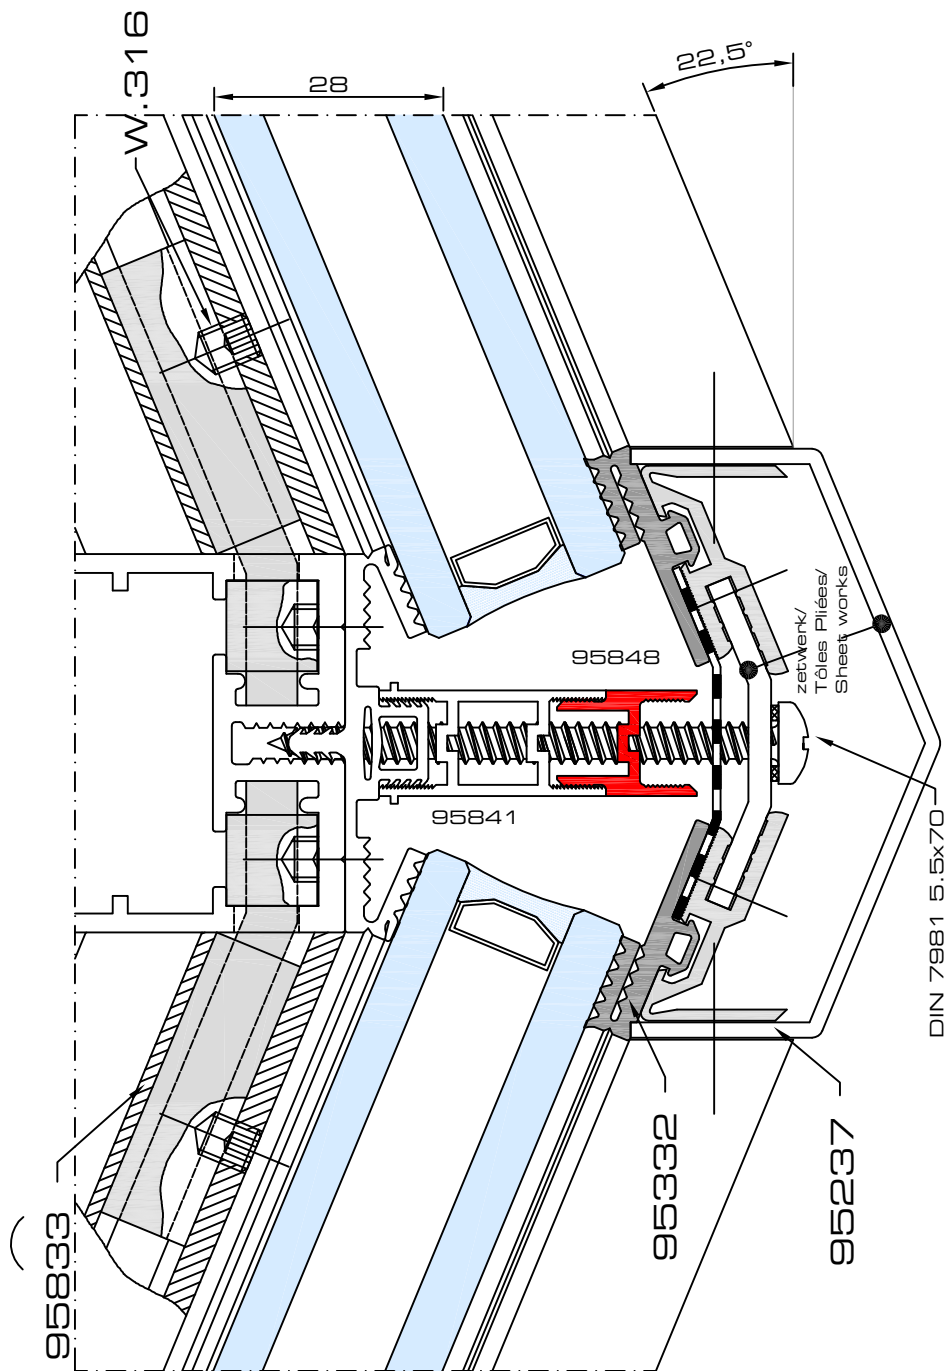 W.316
28
22,5°
95848
zetwerk/
Tôles Pliées/
Sheet works
95841
DIN 7981 5.5x70
95833
95332
95237